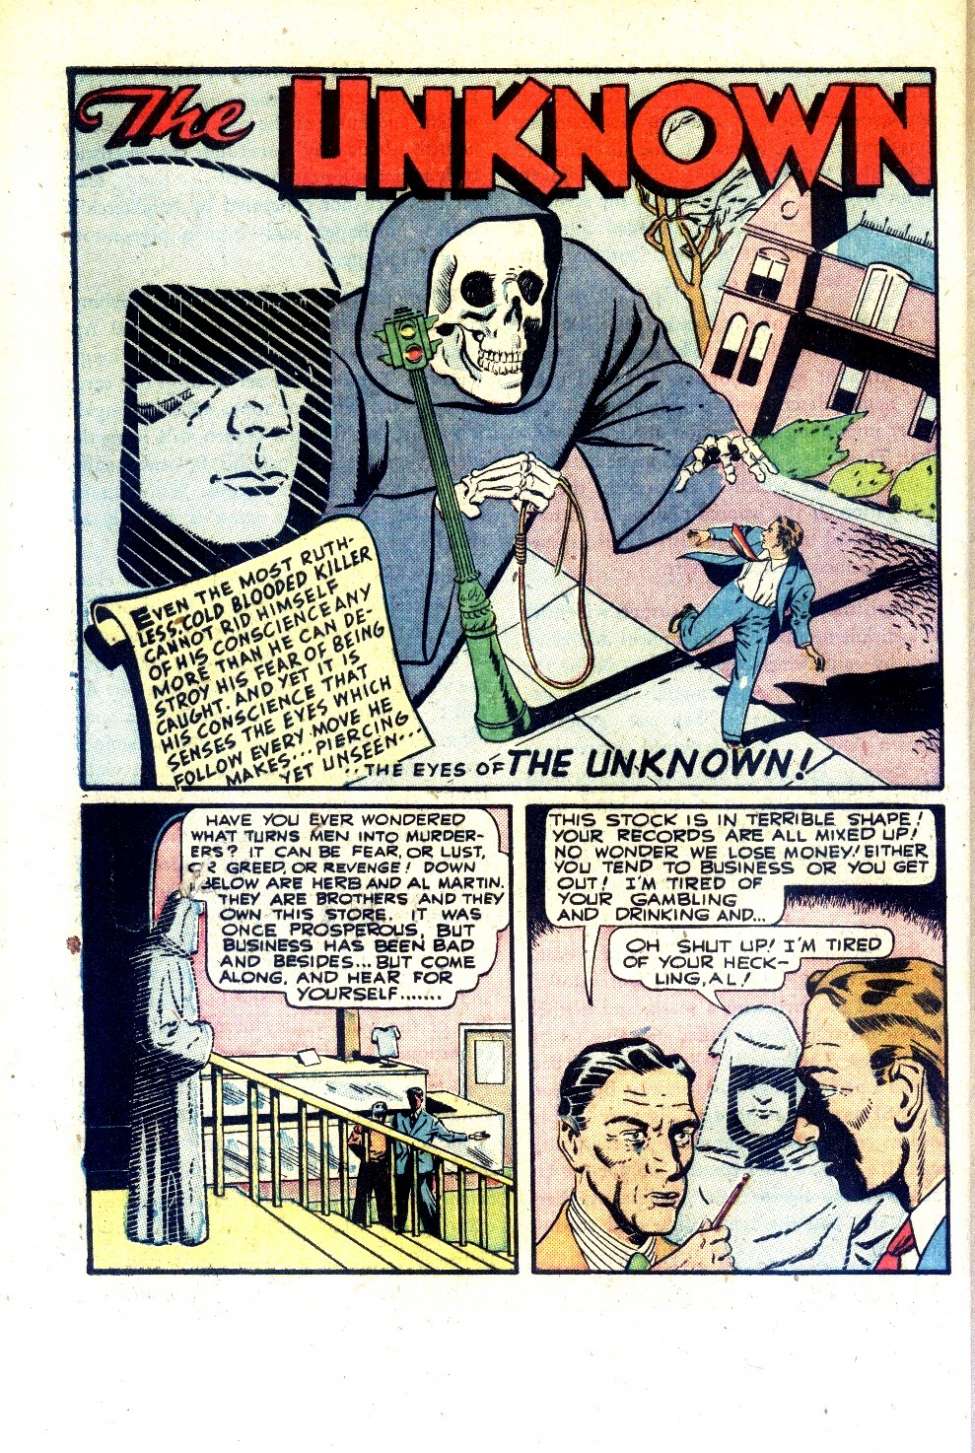 The UNKNOWN
EVEN THE MOST RUTH-
LESS, COLD BLOODED KILLER
CANNOT RID HIMSELF
OF HIS CONSCIENCE ANY
MORE THAN HE CAN DE-
STROY HIS FEAR OF BEING
CAUGHT. AND YET IT IS
HIS CONSCIENCE THAT
SENSES THE EYES WHICH
FOLLOW EVERY MOVE HE
MAKES... PIERCING
YET UNSEEN...
...THE EYES OF THE UNKNOWN!
HAVE YOU EVER WONDERED
WHAT TURNS MEN INTO MURDER-
ERS? IT CAN BE FEAR, OR LUST,
OR GREED, OR REVENGE! DOWN
BELOW ARE HERB AND AL MARTIN.
THEY ARE BROTHERS AND THEY
OWN THIS STORE. IT WAS
ONCE PROSPEROUS, BUT
BUSINESS HAS BEEN BAD
AND BESIDES... BUT COME
ALONG, AND HEAR FOR
YOURSELF.......
THIS STOCK IS IN TERRIBLE SHAPE!
YOUR RECORDS ARE ALL MIXED UP!
NO WONDER WE LOSE MONEY! EITHER
YOU TEND TO BUSINESS OR YOU GET
OUT! I'M TIRED OF
YOUR GAMBLING
AND DRINKING AND...
OH SHUT UP! I'M TIRED
OF YOUR HECK-
LING, AL!